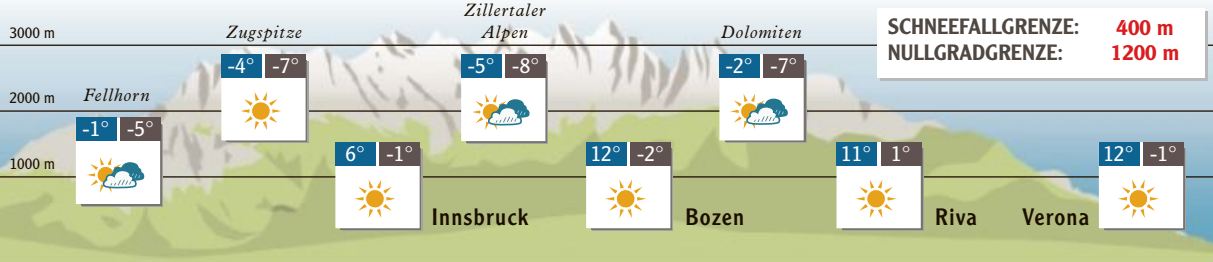 Zillertaler
Alpen
Zugspitze
Dolomiten
SCHNEEFALLGRENZE: 400 m
NULLGRADGRENZE: 1200 m
3000 m
-4° -7°
-5° -8°
-2° -7°
2000 m
Fellhorn
-1° -5°
1000 m
6° -1°
12° -2°
11° 1°
12° -1°
Innsbruck
Bozen
Riva
Verona